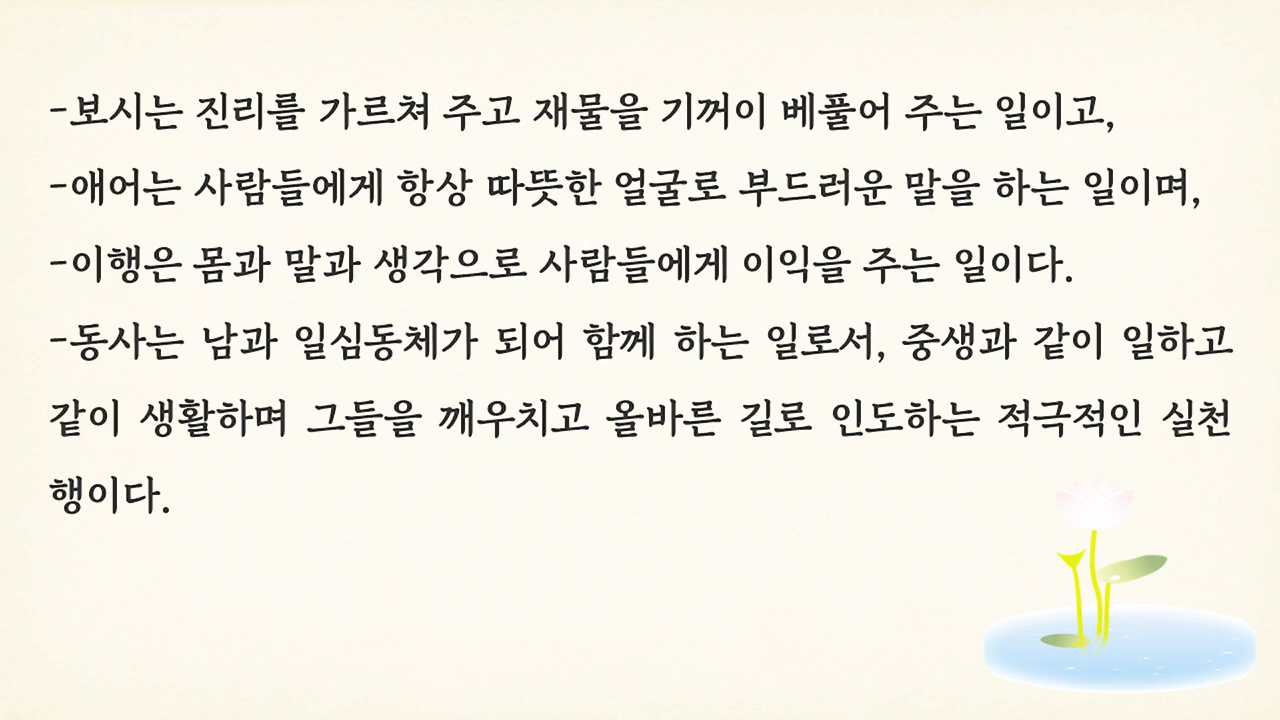 -보시는 진리를 가르쳐 주고 재물을 기꺼이 베풀어 주는 일이고,
-애어는 사람들에게 항상 따뜻한 얼굴로 부드러운 말을 하는 일이며,
-이행은 몸과 말과 생각으로 사람들에게 이익을 주는 일이다.
-동사는 남과 일심동체가 되어 함께 하는 일로서, 중생과 같이 일하고
같이 생활하며 그들을 깨우치고 올바른 길로 인도하는 적극적인 실천
행이다.